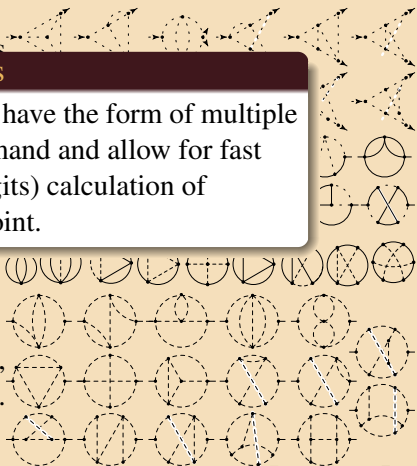 s
have the form of multiple
hand and allow for fast
gits) calculation of
oint.
,
.